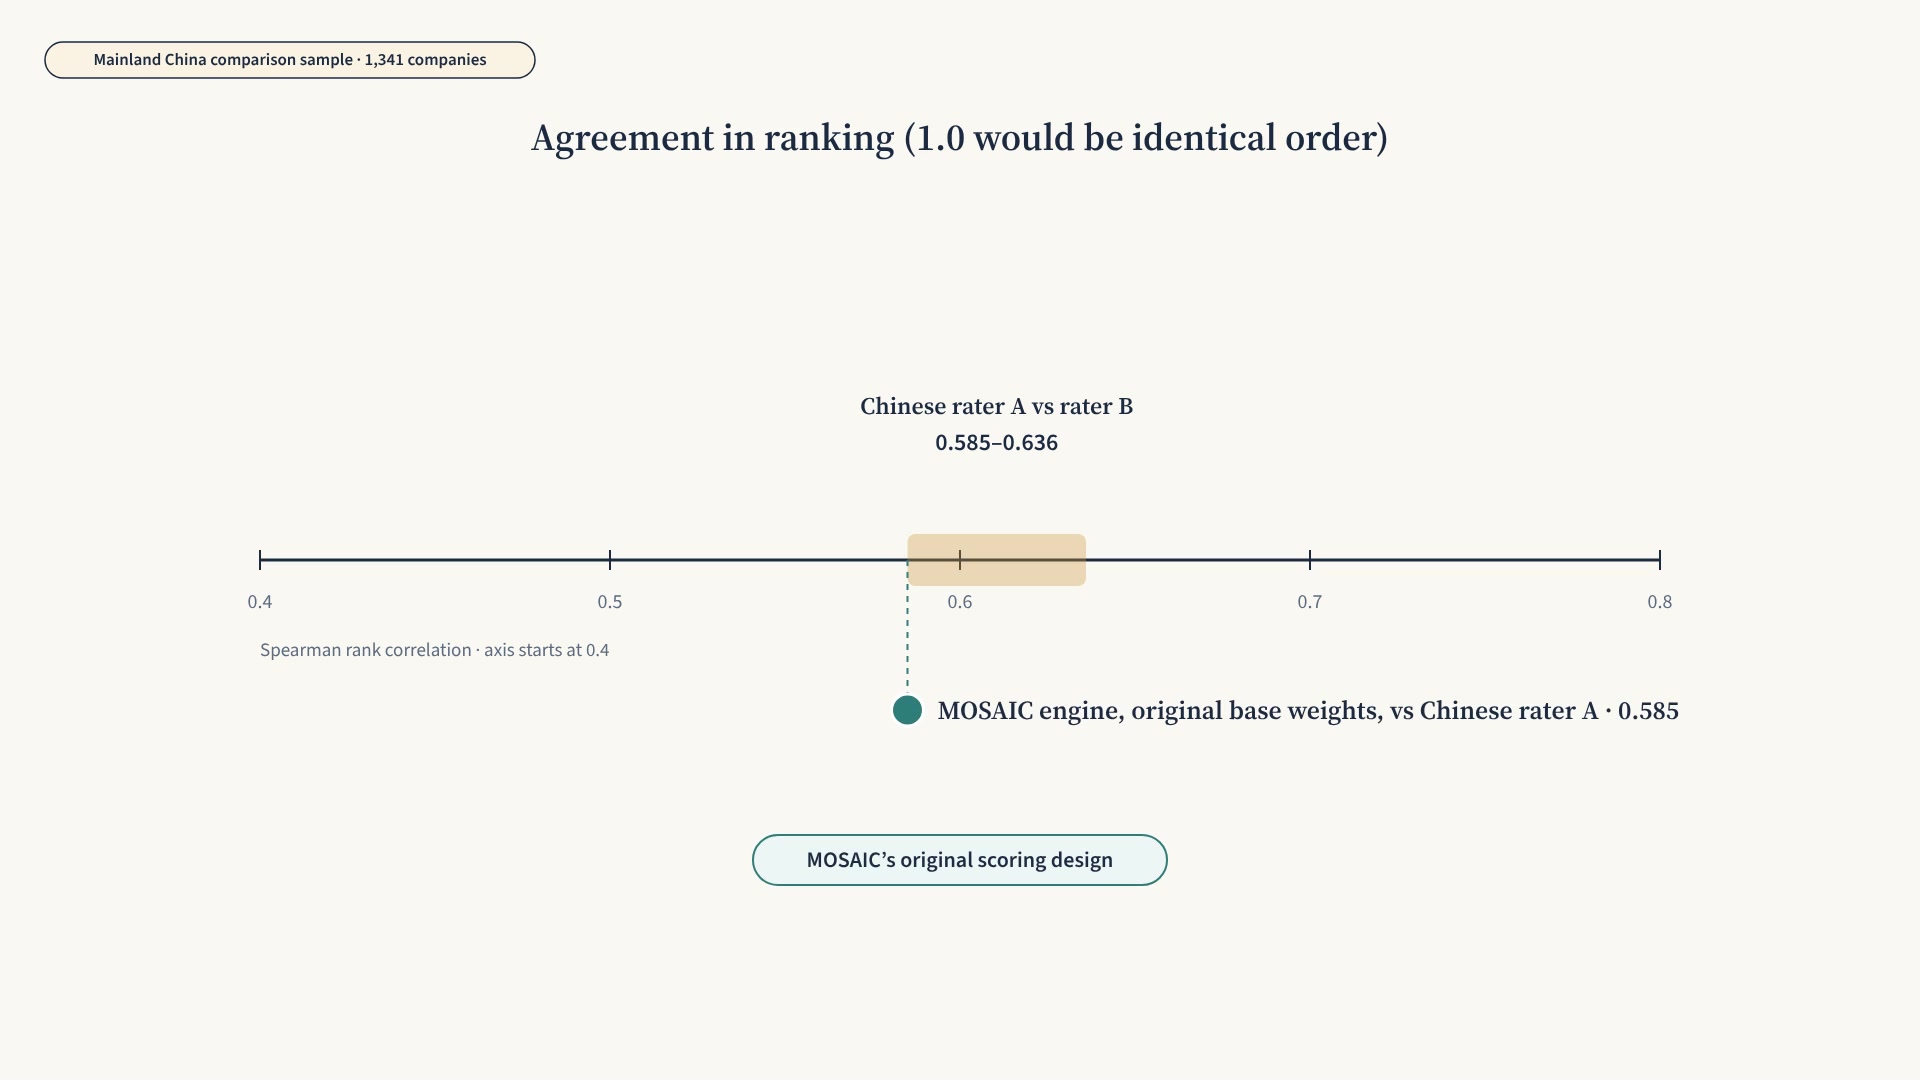 Mainland China comparison sample · 1,341 companies
Agreement in ranking (1.0 would be identical order)
Chinese rater A vs rater B
0.585–0.636
0.4
0.5
0.6
0.7
0.8
Spearman rank correlation · axis starts at 0.4
MOSAIC engine, original base weights, vs Chinese rater A · 0.585
MOSAIC’s original scoring design